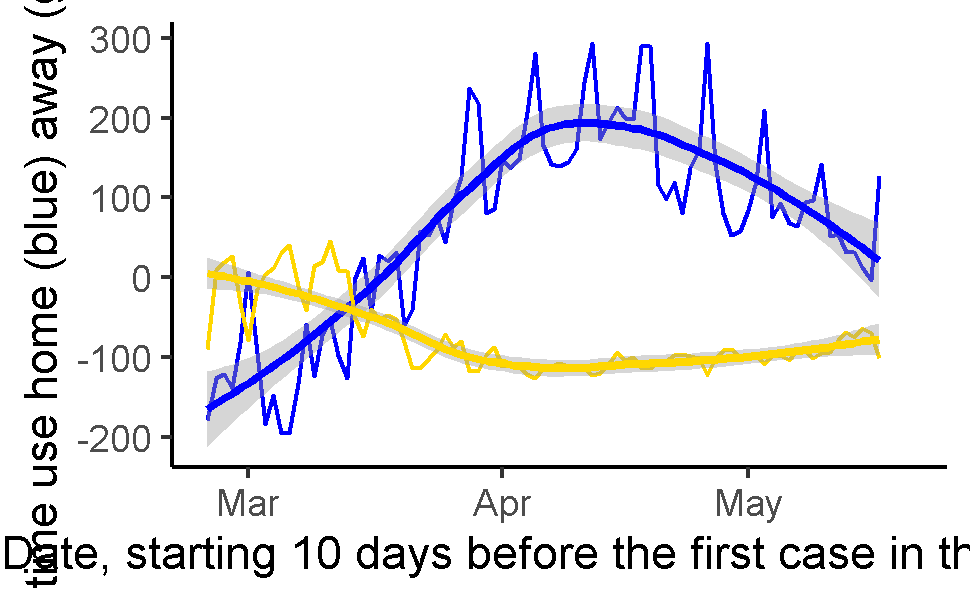 time use home (blue) away (
300
200
100
0
-100
-200
Mar Apr May
Date, starting 10 days before the first case in th